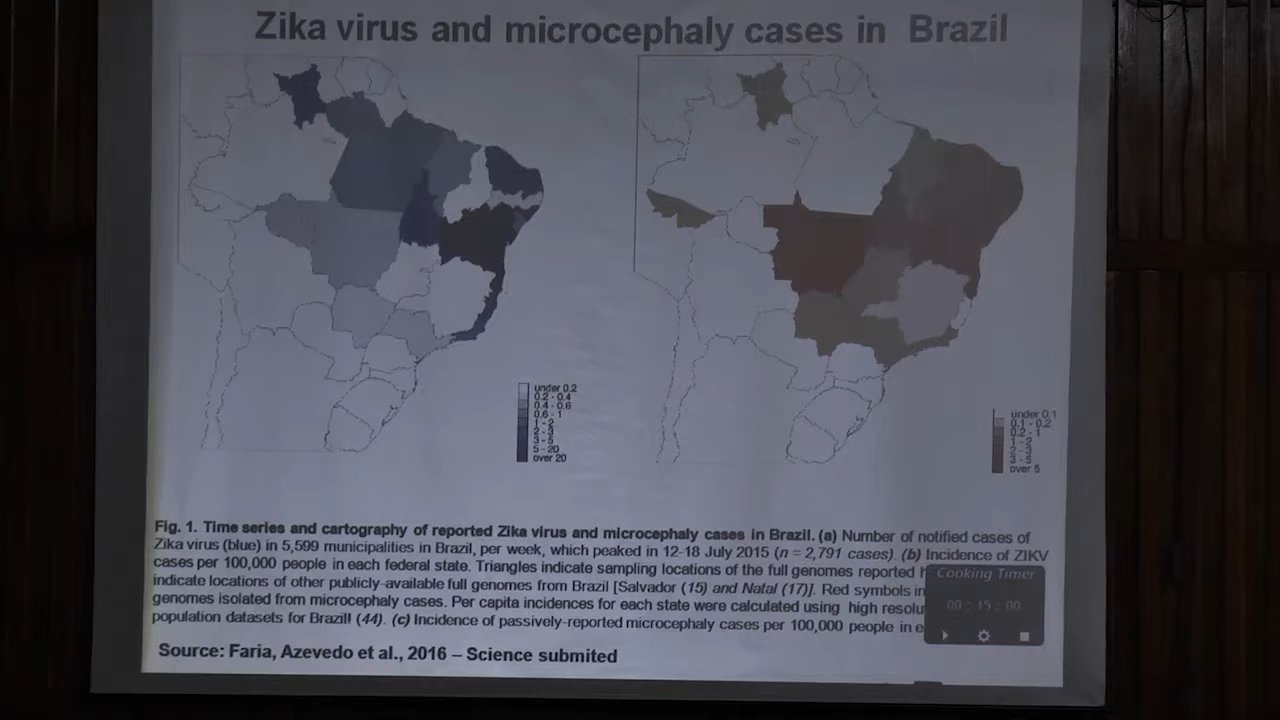 Zika virus and microcephaly cases in Brazil
under 0.2
0.2 - 0.4
0.4 - 0.6
0.6 - 1
1 - 2
2 - 3
3 - 5
5 - 20
over 20
under 0.1
0.1 - 0.2
0.2 - 1
1 - 2
2 - 3
3 - 5
over 5
Fig. 1. Time series and cartography of reported Zika virus and microcephaly cases in Brazil. (a) Number of notified cases of
Zika virus (blue) in 5,599 municipalities in Brazil, per week, which peaked in 12-18 July 2015 (n = 2,791 cases). (b) Incidence of ZIKV
cases per 100,000 people in each federal state. Triangles indicate sampling locations of the full genomes reported
indicate locations of other publicly-available full genomes from Brazil [Salvador (15) and Natal (17)]. Red symbols in
genomes isolated from microcephaly cases. Per capita incidences for each state were calculated using high
population datasets for Brazill (44). (c) Incidence of passively-reported microcephaly cases per 100,000 people in
Cooking Timer
00 : 15 : 00
Source: Faria, Azevedo et al., 2016 – Science submited